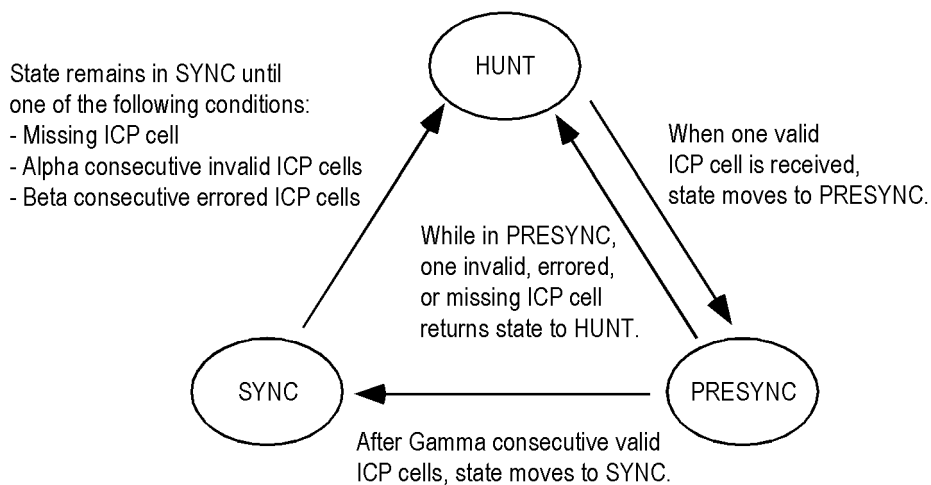 HUNT
State remains in SYNC until
one of the following conditions:
- Missing ICP cell
- Alpha consecutive invalid ICP cells
- Beta consecutive errored ICP cells
When one valid
ICP cell is received,
state moves to PRESYNC.
While in PRESYNC,
one invalid, errored,
or missing ICP cell
returns state to HUNT.
SYNC
PRESYNC
After Gamma consecutive valid
ICP cells, state moves to SYNC.